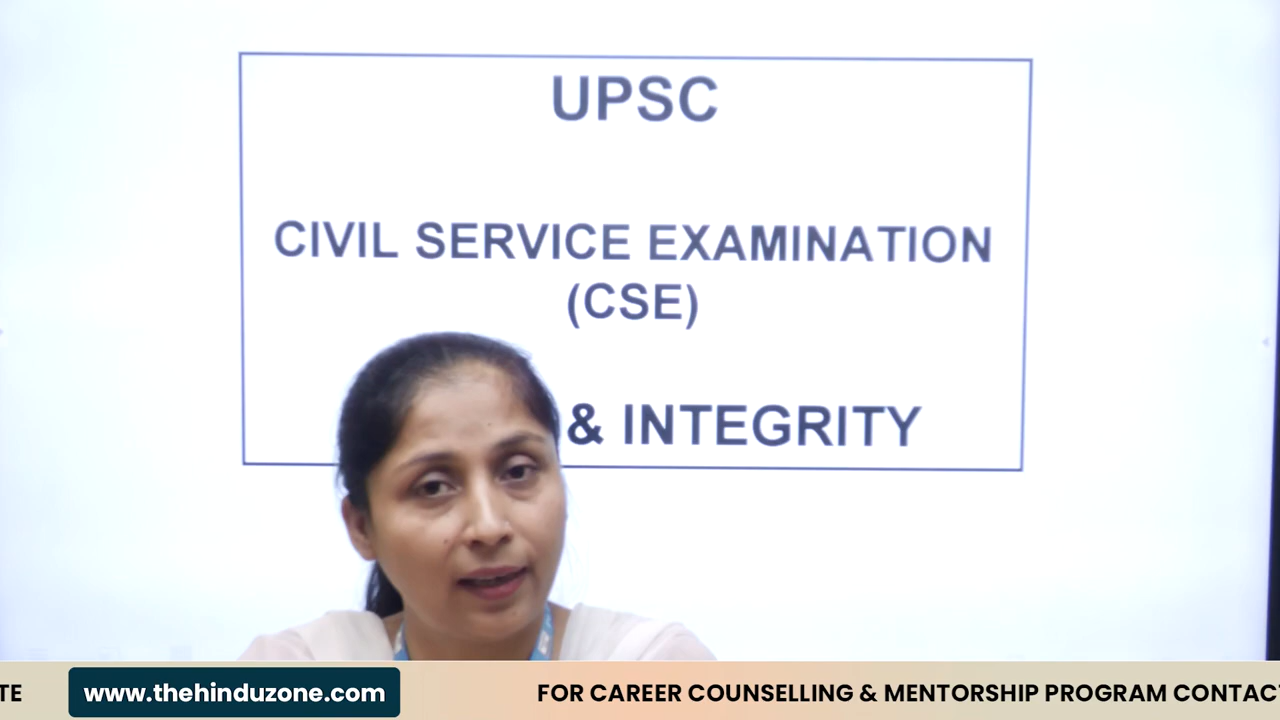 UPSC
CIVIL SERVICE EXAMINATION
(CSE)
& INTEGRITY
TE
www.thehinduzone.com
FOR CAREER COUNSELLING & MENTORSHIP PROGRAM CONTACT